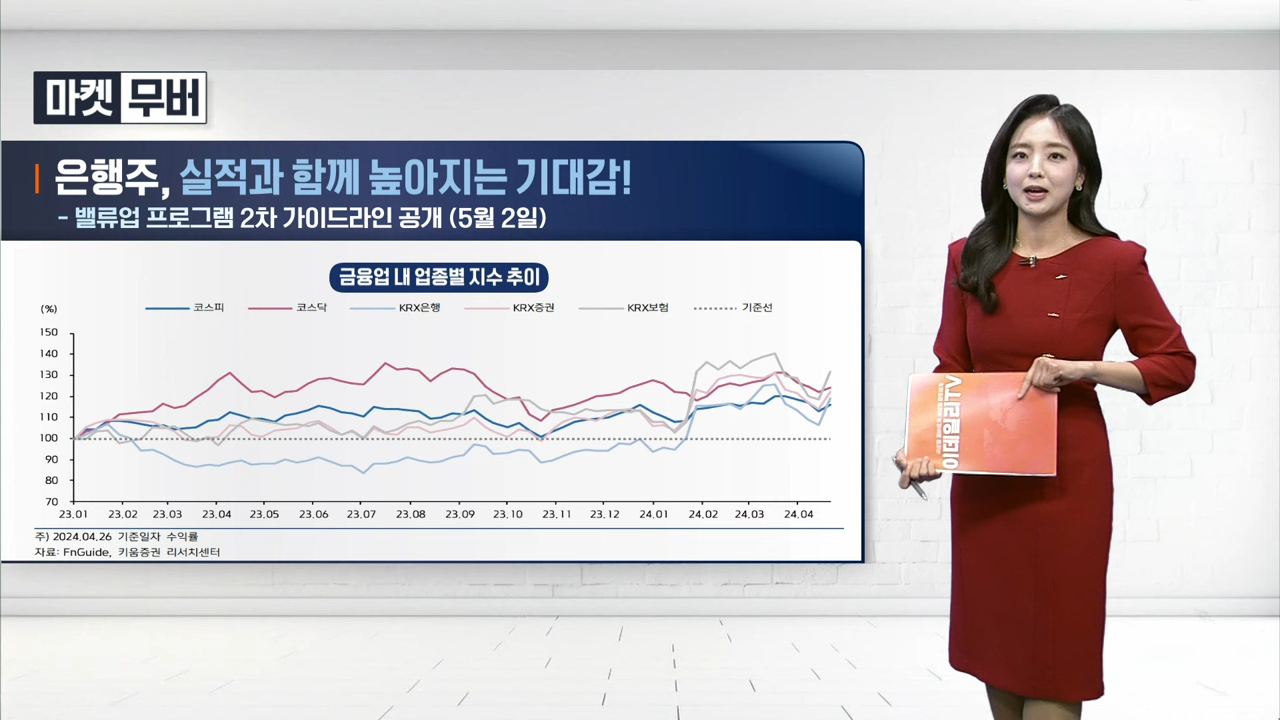 마켓 무버
은행주, 실적과 함께 높아지는 기대감!
- 밸류업 프로그램 2차 가이드라인 공개 (5월 2일)
금융업 내 업종별 지수 추이
(%)
코스피 코스닥 KRX은행 KRX증권 KRX보험 기준선
150
140
130
120
110
100
90
80
70
23.01 23.02 23.03 23.04 23.05 23.06 23.07 23.08 23.09 23.10 23.11 23.12 24.01 24.02 24.03 24.04
주) 2024.04.26 기준일자 수익률
자료: FnGuide, 키움증권 리서치센터
이데일리TV